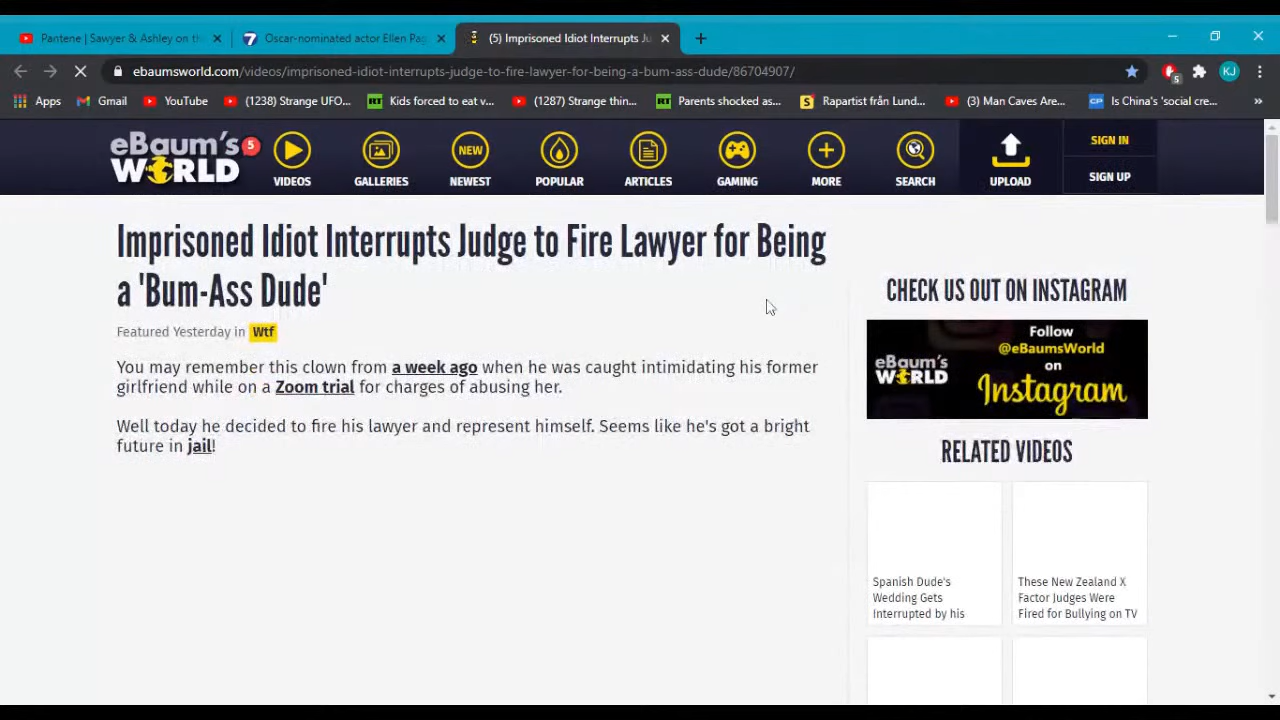 Pantene | Sawyer & Ashley on th
Oscar-nominated actor Ellen Pag
(5) Imprisoned Idiot Interrupts Ju
ebaumsworld.com/videos/imprisoned-idiot-interrupts-judge-to-fire-lawyer-for-being-a-bum-ass-dude/86704907/
5
KJ
Apps
Gmail
YouTube
(1238) Strange UFO...
RT
Kids forced to eat v...
(1287) Strange thin...
RT
Parents shocked as...
S
Rapartist från Lund...
(3) Man Caves Are...
CP
Is China's 'social cre...
»
eBaum's
WORLD
5
VIDEOS
GALLERIES
NEW
NEWEST
POPULAR
ARTICLES
GAMING
MORE
SEARCH
UPLOAD
SIGN IN
SIGN UP
Imprisoned Idiot Interrupts Judge to Fire Lawyer for Being
a 'Bum-Ass Dude'
Featured Yesterday in Wtf
You may remember this clown from a week ago when he was caught intimidating his former
girlfriend while on a Zoom trial for charges of abusing her.
Well today he decided to fire his lawyer and represent himself. Seems like he's got a bright
future in jail!
CHECK US OUT ON INSTAGRAM
eBaum's
WORLD
Follow
@eBaumsWorld
on
Instagram
RELATED VIDEOS
Spanish Dude's
Wedding Gets
Interrupted by his
These New Zealand X
Factor Judges Were
Fired for Bullying on TV